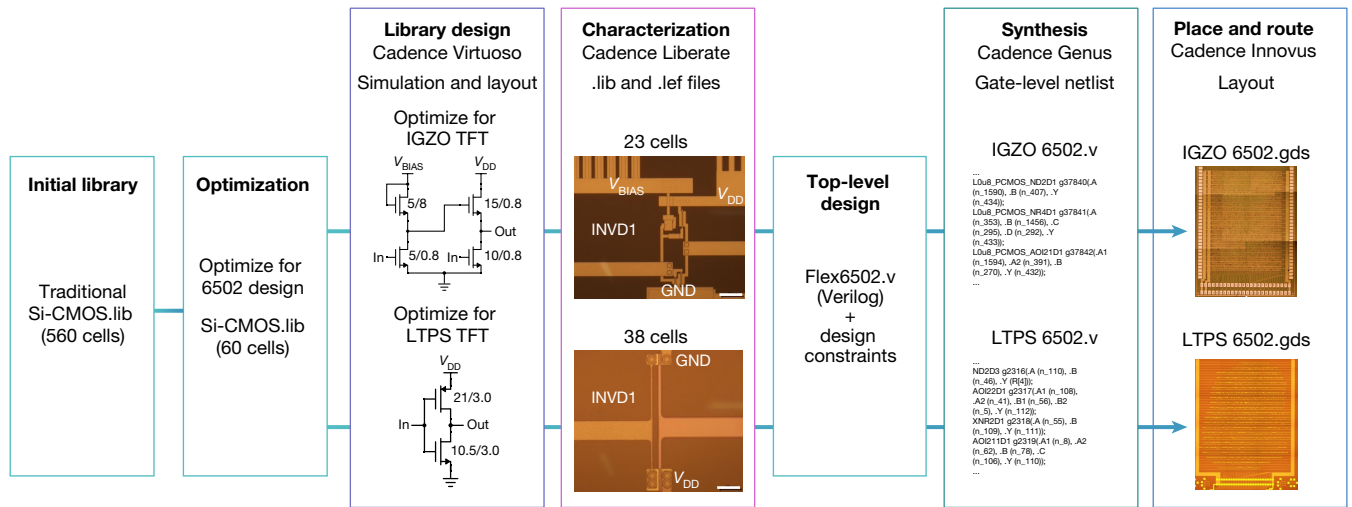 Initial library
Traditional
Si-CMOS.lib
(560 cells)
Optimization
Optimize for
6502 design
Si-CMOS.lib
(60 cells)
Library design
Cadence Virtuoso
Simulation and layout
Optimize for
IGZO TFT
VBIAS
VDD
5/8
15/0.8
Out
In
5/0.8
In
10/0.8
Optimize for
LTPS TFT
VDD
21/3.0
In
Out
10.5/3.0
Characterization
Cadence Liberate
.lib and .lef files
23 cells
VBIAS
VDD
INVD1
GND
38 cells
GND
INVD1
VDD
Top-level
design
Flex6502.v
(Verilog)
+
design
constraints
Synthesis
Cadence Genus
Gate-level netlist
IGZO 6502.v
...
L0u8_PCMOS_ND2D1 g37840(.A
(n_1590), .B (n_407), .Y
(n_434));
L0u8_PCMOS_NR4D1 g37841(.A
(n_353), .B (n_1456), .C
(n_295), .D (n_292), .Y
(n_433));
L0u8_PCMOS_AOI21D1 g37842(.A1
(n_1594), .A2 (n_391), .B
(n_270), .Y (n_432));
...
LTPS 6502.v
...
ND2D3 g2316(.A (n_110), .B
(n_46), .Y (R[4]));
AOI22D1 g2317(.A1 (n_108),
.A2 (n_41), .B1 (n_56), .B2
(n_5), .Y (n_112));
XNR2D1 g2318(.A (n_55), .B
(n_109), .Y (n_111));
AOI211D1 g2319(.A1 (n_8), .A2
(n_62), .B (n_78), .C
(n_106), .Y (n_110));
...
Place and route
Cadence Innovus
Layout
IGZO 6502.gds
LTPS 6502.gds